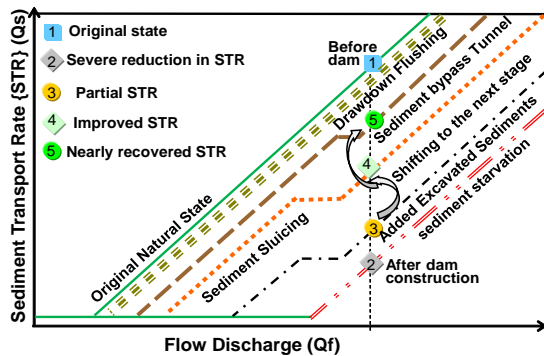 Sediment Transport Rate {STR} (Qs)
1 Original state
2 Severe reduction in STR
3 Partial STR
4 Improved STR
5 Nearly recovered STR
Before
dam
1
Drawdown Flushing
Sediment bypass Tunnel
5
4
Shifting to the next stage
Original Natural State
Sediment Sluicing
3
Added Excavated Sediments
sediment starvation
2
After dam
construction
Flow Discharge (Qf)